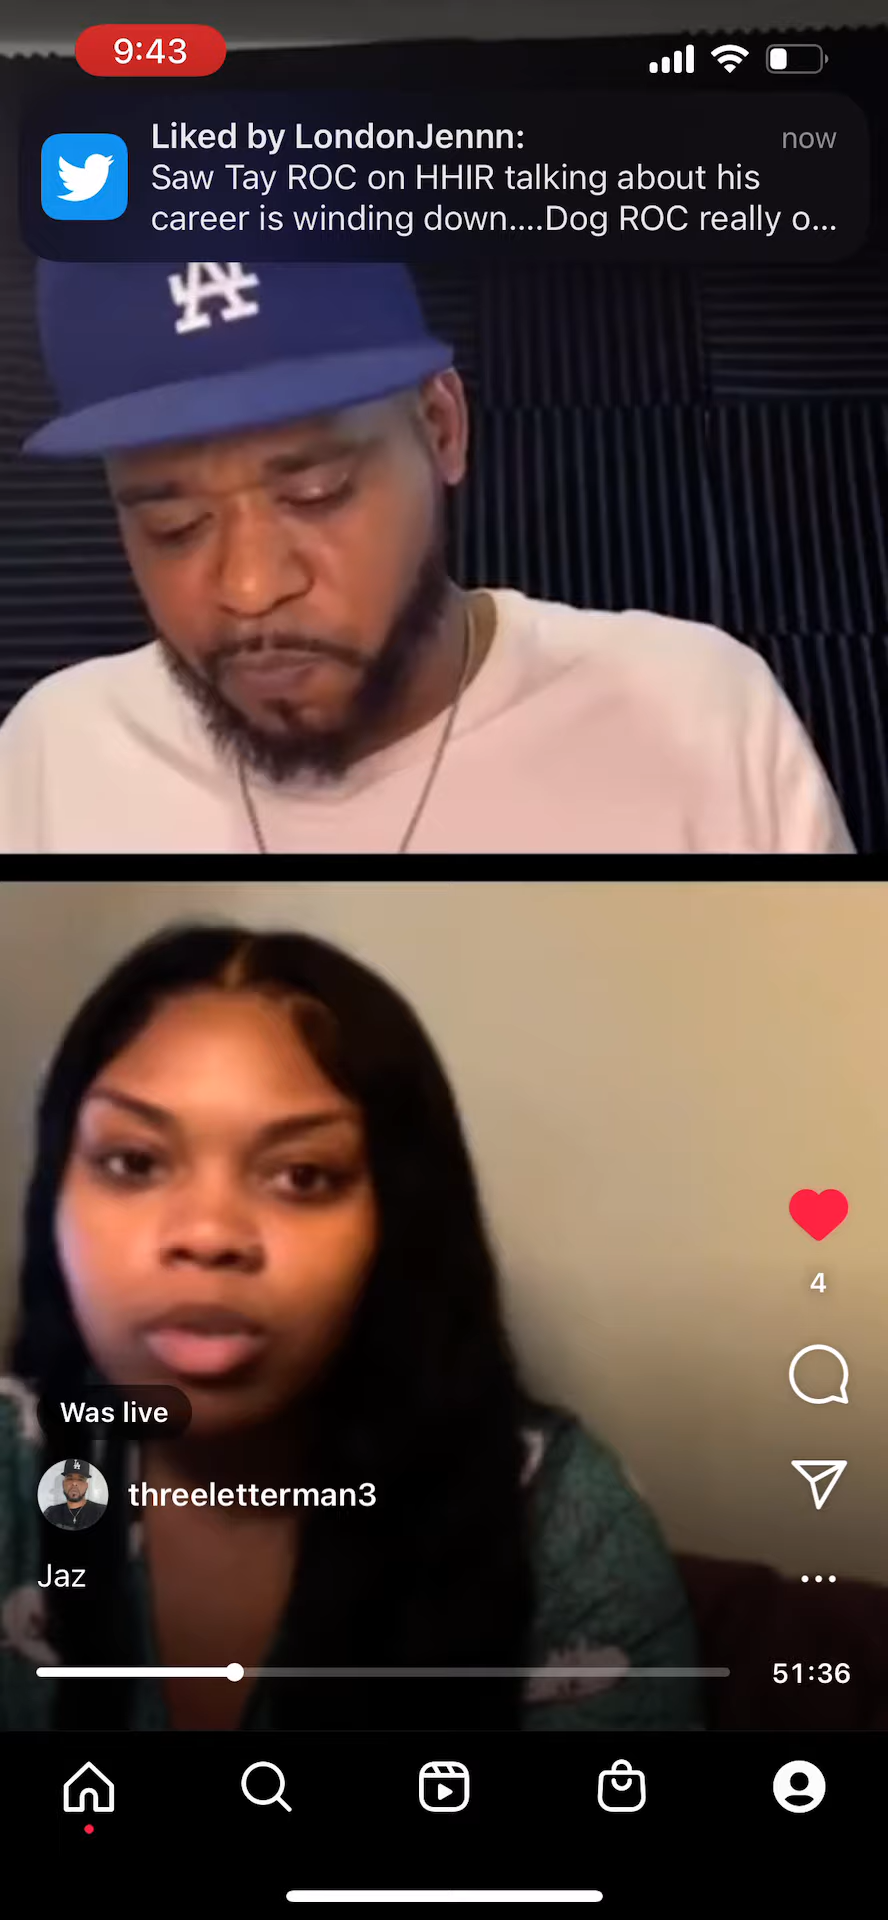 9:43
Liked by LondonJennn:
now
Saw Tay ROC on HHIR talking about his
career is winding down....Dog ROC really o...
LA
4
Was live
threeletterman3
Jaz
51:36